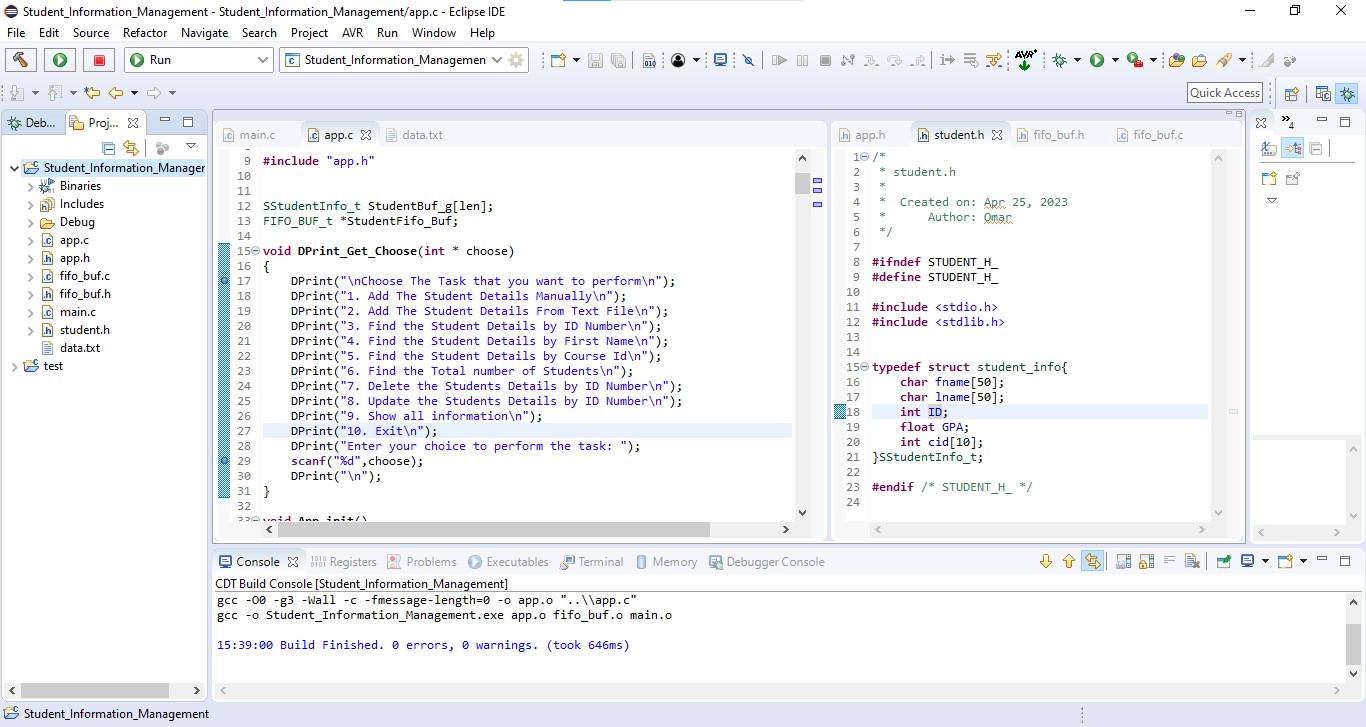 Student_Information_Management - Student_Information_Management/app.c - Eclipse IDE
File Edit Source Refactor Navigate Search Project AVR Run Window Help
Run
Student_Information_Managemen
Quick Access
Deb...
Proj...
Student_Information_Manager
Binaries
Includes
Debug
app.c
app.h
fifo_buf.c
fifo_buf.h
main.c
student.h
data.txt
test
main.c app.c data.txt
9 #include "app.h"
10
11
12 SStudentInfo_t StudentBuf_g[len];
13 FIFO_BUF_t *StudentFifo_Buf;
14
15 void DPrint_Get_Choose(int * choose)
16 {
17 DPrint("\nChoose The Task that you want to perform\n");
18 DPrint("1. Add The Student Details Manually\n");
19 DPrint("2. Add The Student Details From Text File\n");
20 DPrint("3. Find the Student Details by ID Number\n");
21 DPrint("4. Find the Student Details by First Name\n");
22 DPrint("5. Find the Student Details by Course Id\n");
23 DPrint("6. Find the Total number of Students\n");
24 DPrint("7. Delete the Students Details by ID Number\n");
25 DPrint("8. Update the Students Details by ID Number\n");
26 DPrint("9. Show all information\n");
27 DPrint("10. Exit\n");
28 DPrint("Enter your choice to perform the task: ");
29 scanf("%d",choose);
30 DPrint("\n");
31 }
32
33 void App_init()
app.h student.h fifo_buf.h fifo_buf.c
1 /*
2 * student.h
3 *
4 * Created on: Apr 25, 2023
5 * Author: Omar
6 */
7
8 #ifndef STUDENT_H_
9 #define STUDENT_H_
10
11 #include <stdio.h>
12 #include <stdlib.h>
13
14
15 typedef struct student_info{
16 char fname[50];
17 char lname[50];
18 int ID;
19 float GPA;
20 int cid[10];
21 }SStudentInfo_t;
22
23 #endif /* STUDENT_H_ */
24
»4
Console Registers Problems Executables Terminal Memory Debugger Console
CDT Build Console [Student_Information_Management]
gcc -O0 -g3 -Wall -c -fmessage-length=0 -o app.o "..\\app.c"
gcc -o Student_Information_Management.exe app.o fifo_buf.o main.o
15:39:00 Build Finished. 0 errors, 0 warnings. (took 646ms)
Student_Information_Management